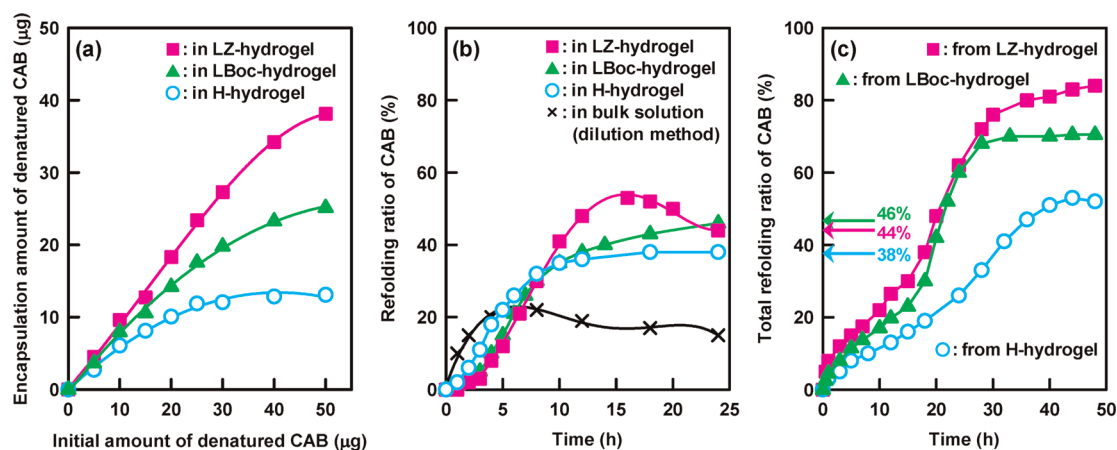 (a)
: in LZ-hydrogel
: in LBoc-hydrogel
: in H-hydrogel
Encapsulation amount of denatured CAB (μg)
50
40
30
20
10
0
0 10 20 30 40 50
Initial amount of denatured CAB (μg)
(b)
: in LZ-hydrogel
: in LBoc-hydrogel
: in H-hydrogel
: in bulk solution
(dilution method)
Refolding ratio of CAB (%)
100
80
60
40
20
0
0 5 10 15 20 25
Time (h)
(c)
: from LZ-hydrogel
: from LBoc-hydrogel
46%
44%
38%
: from H-hydrogel
Total refolding ratio of CAB (%)
100
80
60
40
20
0
0 10 20 30 40 50
Time (h)